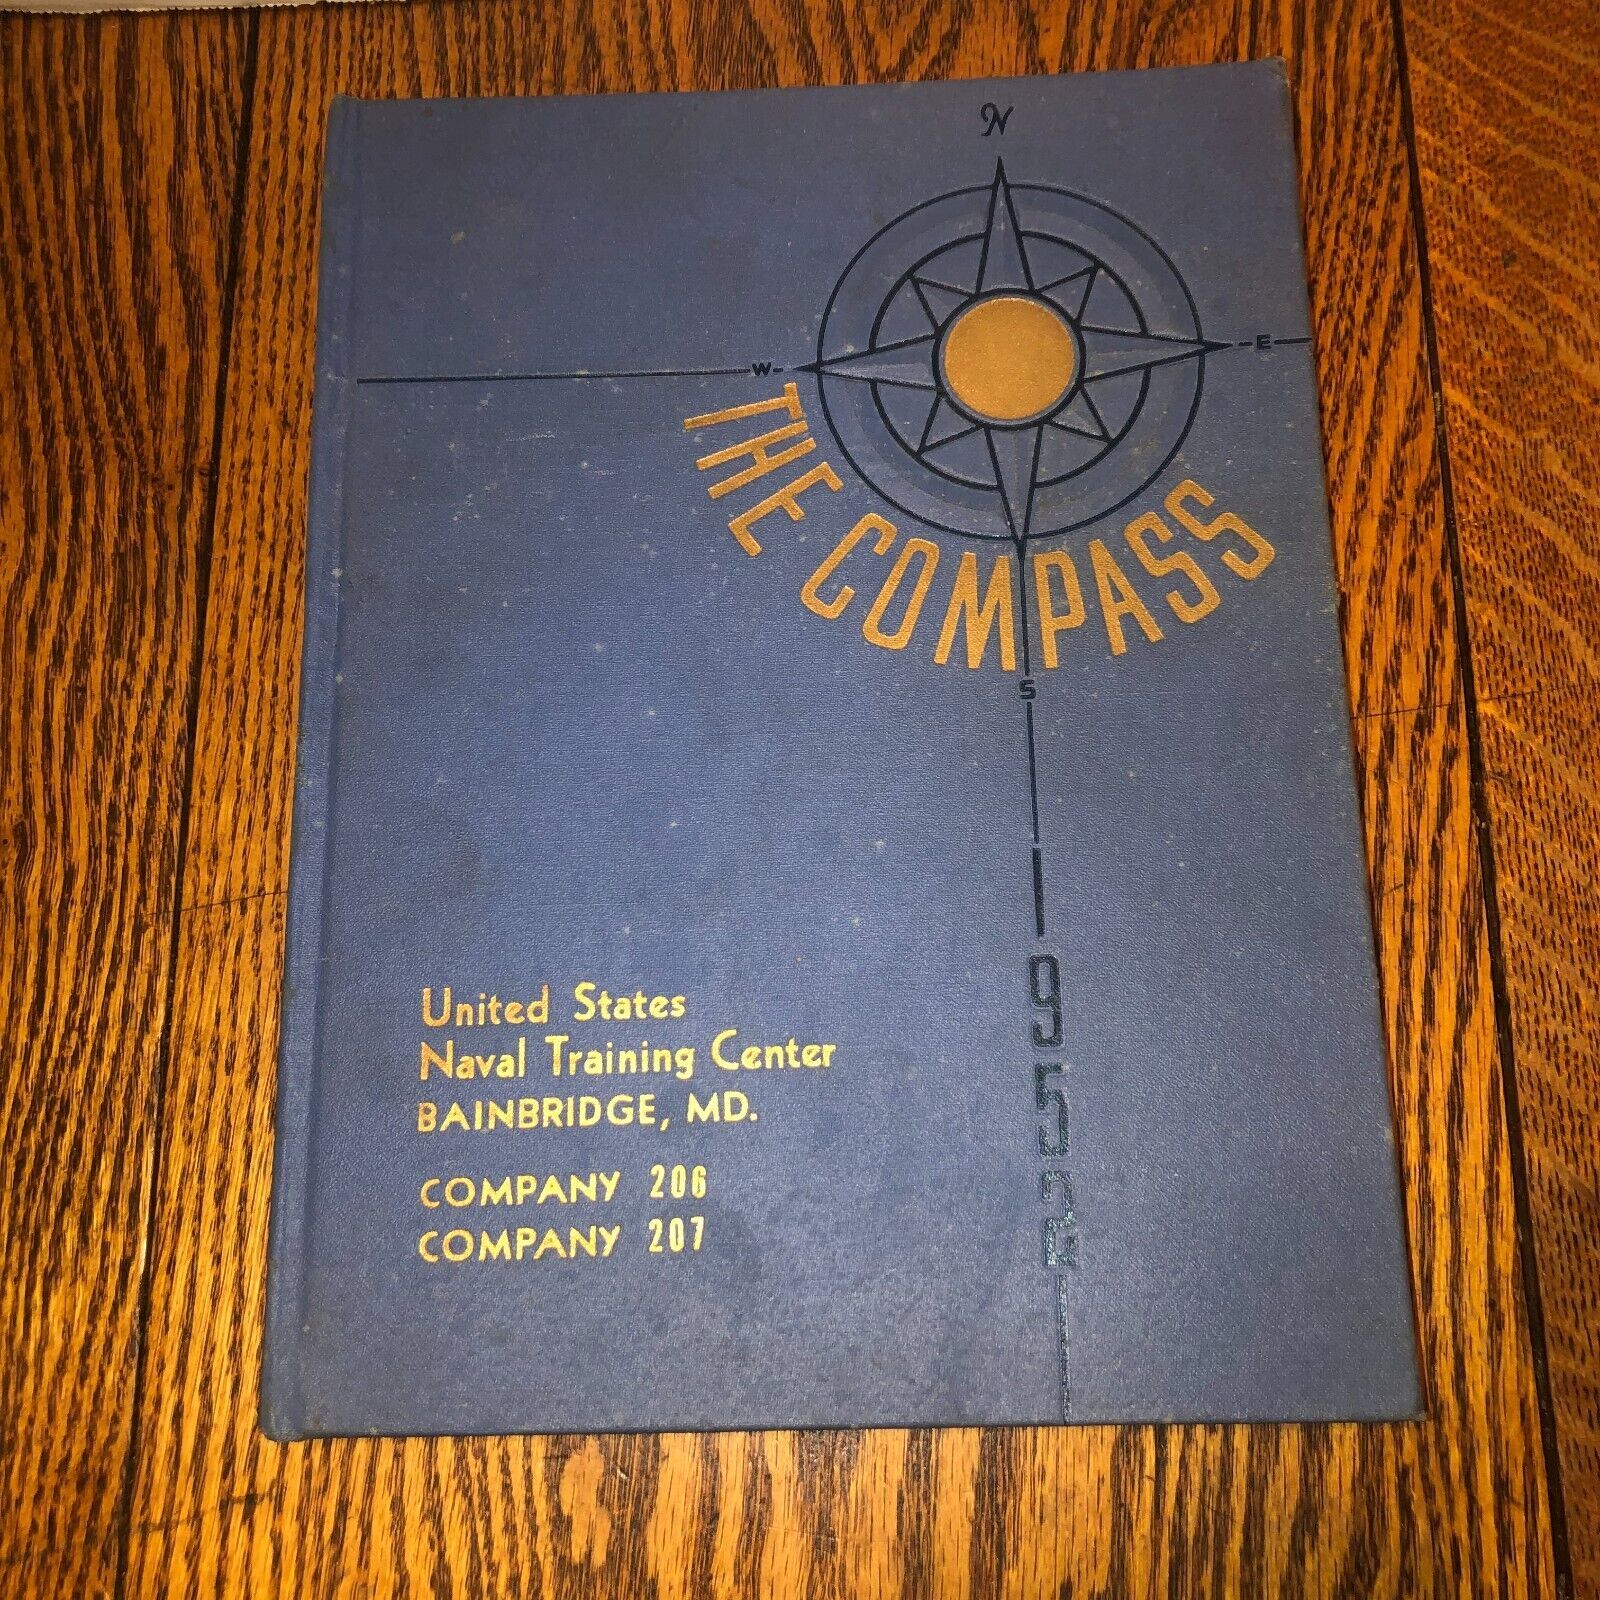 N
W
E
THE COMPASS
S
1952
United States
Naval Training Center
BAINBRIDGE, MD.
COMPANY 206
COMPANY 207